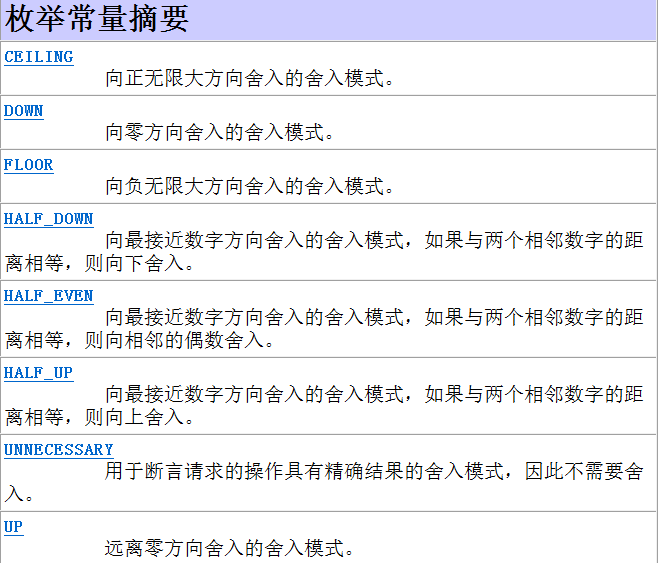 枚举常量摘要
CEILING
向正无限大方向舍入的舍入模式。
DOWN
向零方向舍入的舍入模式。
FLOOR
向负无限大方向舍入的舍入模式。
HALF_DOWN
向最接近数字方向舍入的舍入模式，如果与两个相邻数字的距
离相等，则向下舍入。
HALF_EVEN
向最接近数字方向舍入的舍入模式，如果与两个相邻数字的距
离相等，则向相邻的偶数舍入。
HALF_UP
向最接近数字方向舍入的舍入模式，如果与两个相邻数字的距
离相等，则向上舍入。
UNNECESSARY
用于断言请求的操作具有精确结果的舍入模式，因此不需要舍
入。
UP
远离零方向舍入的舍入模式。